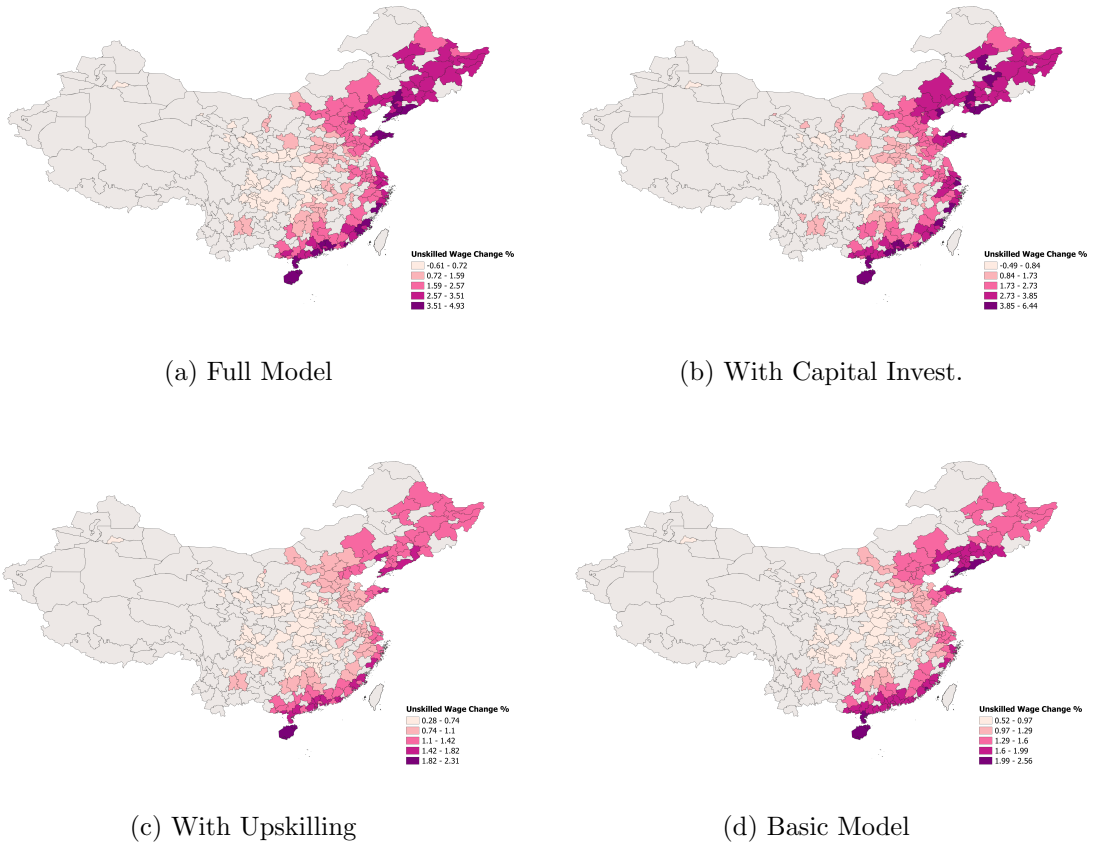 Unskilled Wage Change %
-0.61 - 0.72
0.72 - 1.59
1.59 - 2.57
2.57 - 3.51
3.51 - 4.93
(a) Full Model
Unskilled Wage Change %
-0.49 - 0.84
0.84 - 1.73
1.73 - 2.73
2.73 - 3.85
3.85 - 6.44
(b) With Capital Invest.
Unskilled Wage Change %
0.28 - 0.74
0.74 - 1.1
1.1 - 1.42
1.42 - 1.82
1.82 - 2.31
(c) With Upskilling
Unskilled Wage Change %
0.52 - 0.97
0.97 - 1.29
1.29 - 1.6
1.6 - 1.99
1.99 - 2.56
(d) Basic Model